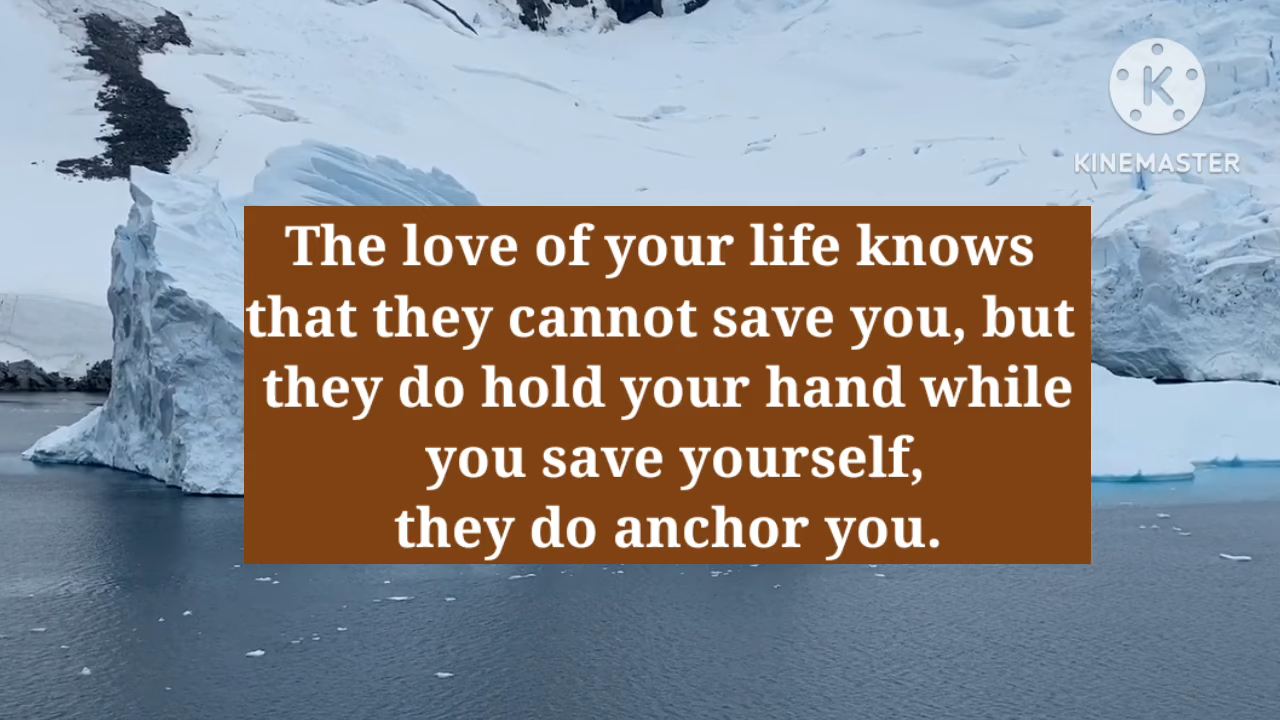 KINEMASTER
The love of your life knows
that they cannot save you, but
they do hold your hand while
you save yourself,
they do anchor you.